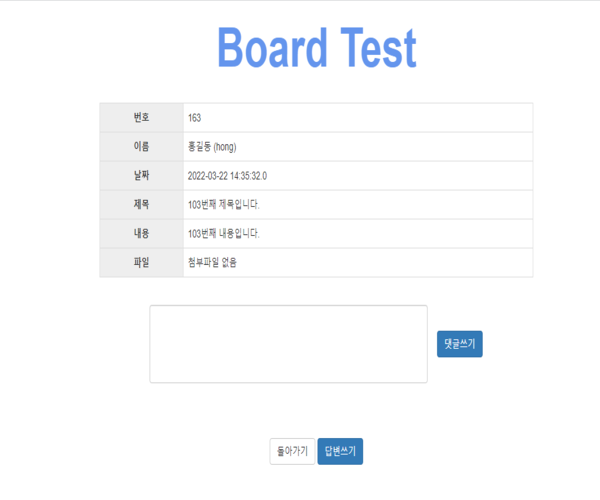 Board Test
번호 163
이름 홍길동 (hong)
날짜 2022-03-22 14:35:32.0
제목 103번째 제목입니다.
내용 103번째 내용입니다.
파일 첨부파일 없음
댓글쓰기
돌아가기 답변쓰기